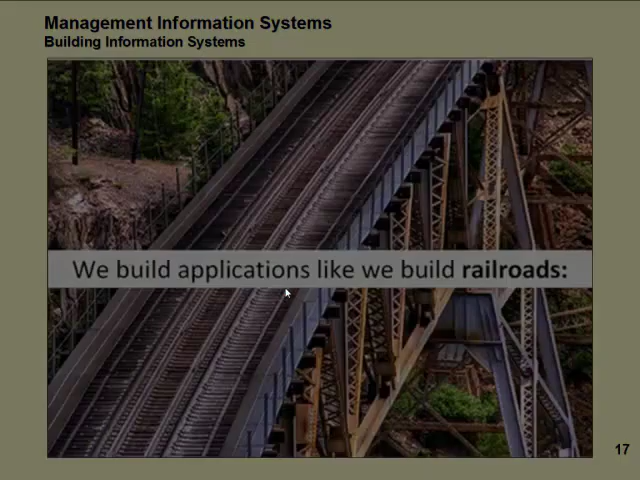 Management Information Systems
Building Information Systems
We build applications like we build railroads:
17